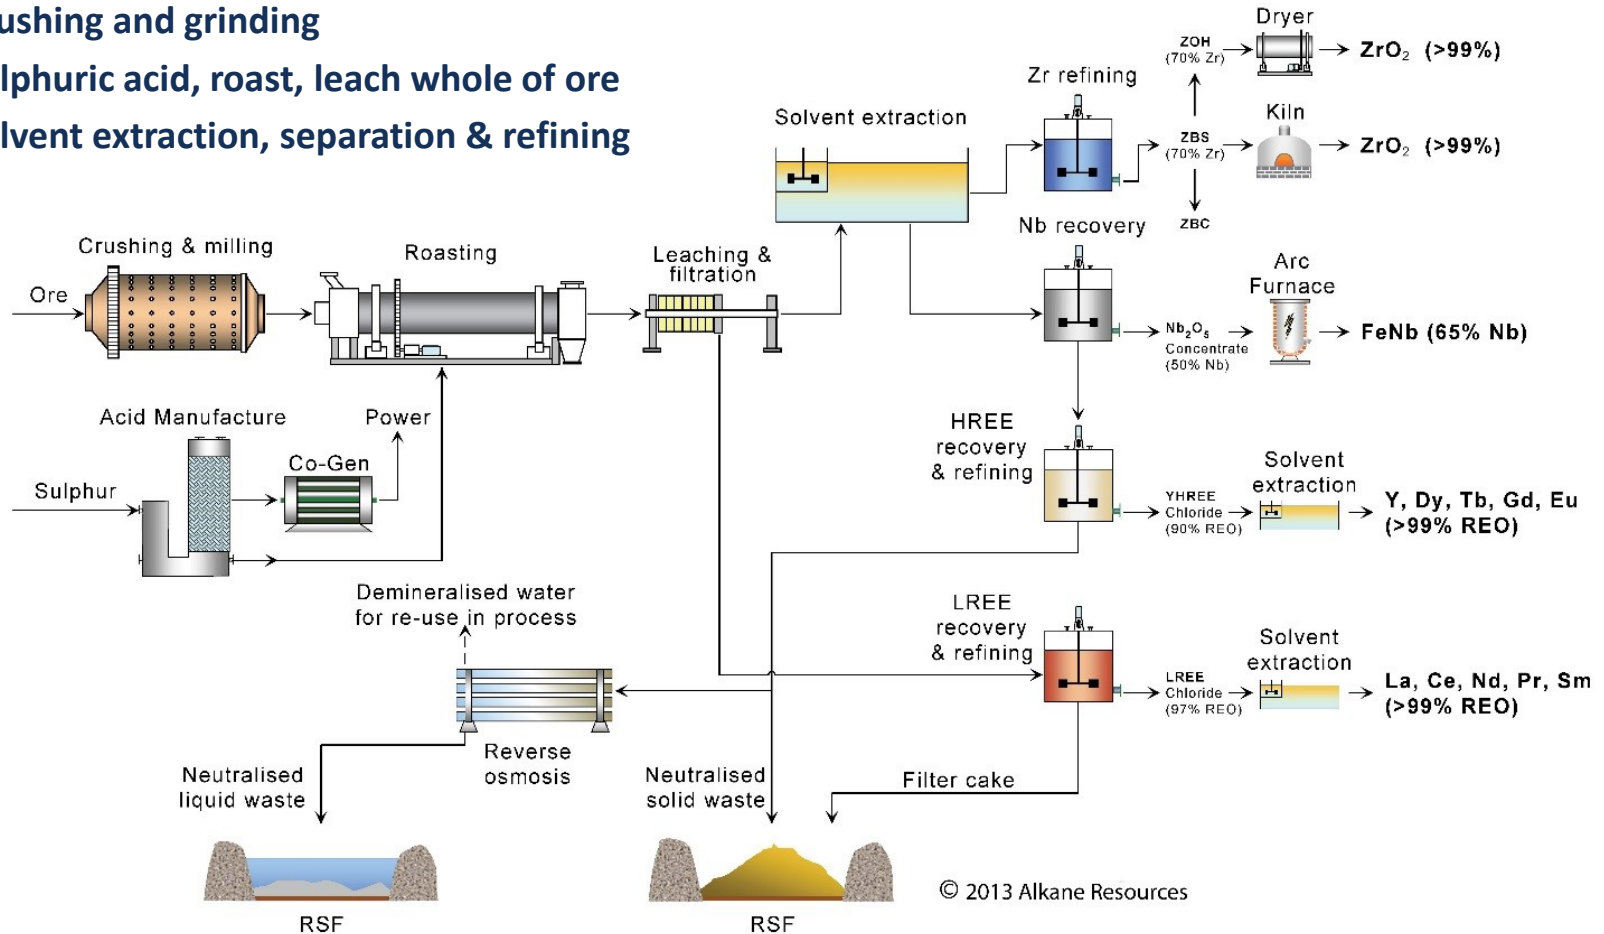 ushing and grinding
lphuric acid, roast, leach whole of ore
lvent extraction, separation & refining
Dryer
ZOH
(70% Zr)
ZrO₂ (>99%)
Zr refining
Solvent extraction
Kiln
ZBS
(70% Zr)
ZrO₂ (>99%)
ZBC
Nb recovery
Crushing & milling
Roasting
Leaching &
filtration
Arc
Furnace
Ore
Nb₂O₅
Concentrate
(50% Nb)
FeNb (65% Nb)
Acid Manufacture
Power
HREE
recovery
& refining
Co-Gen
Sulphur
Solvent
extraction
YHREE
Chloride
(90% REO)
Y, Dy, Tb, Gd, Eu
(>99% REO)
Demineralised water
for re-use in process
LREE
recovery
& refining
Solvent
extraction
LREE
Chloride
(97% REO)
La, Ce, Nd, Pr, Sm
(>99% REO)
Reverse
osmosis
Neutralised
liquid waste
Neutralised
solid waste
Filter cake
© 2013 Alkane Resources
RSF
RSF